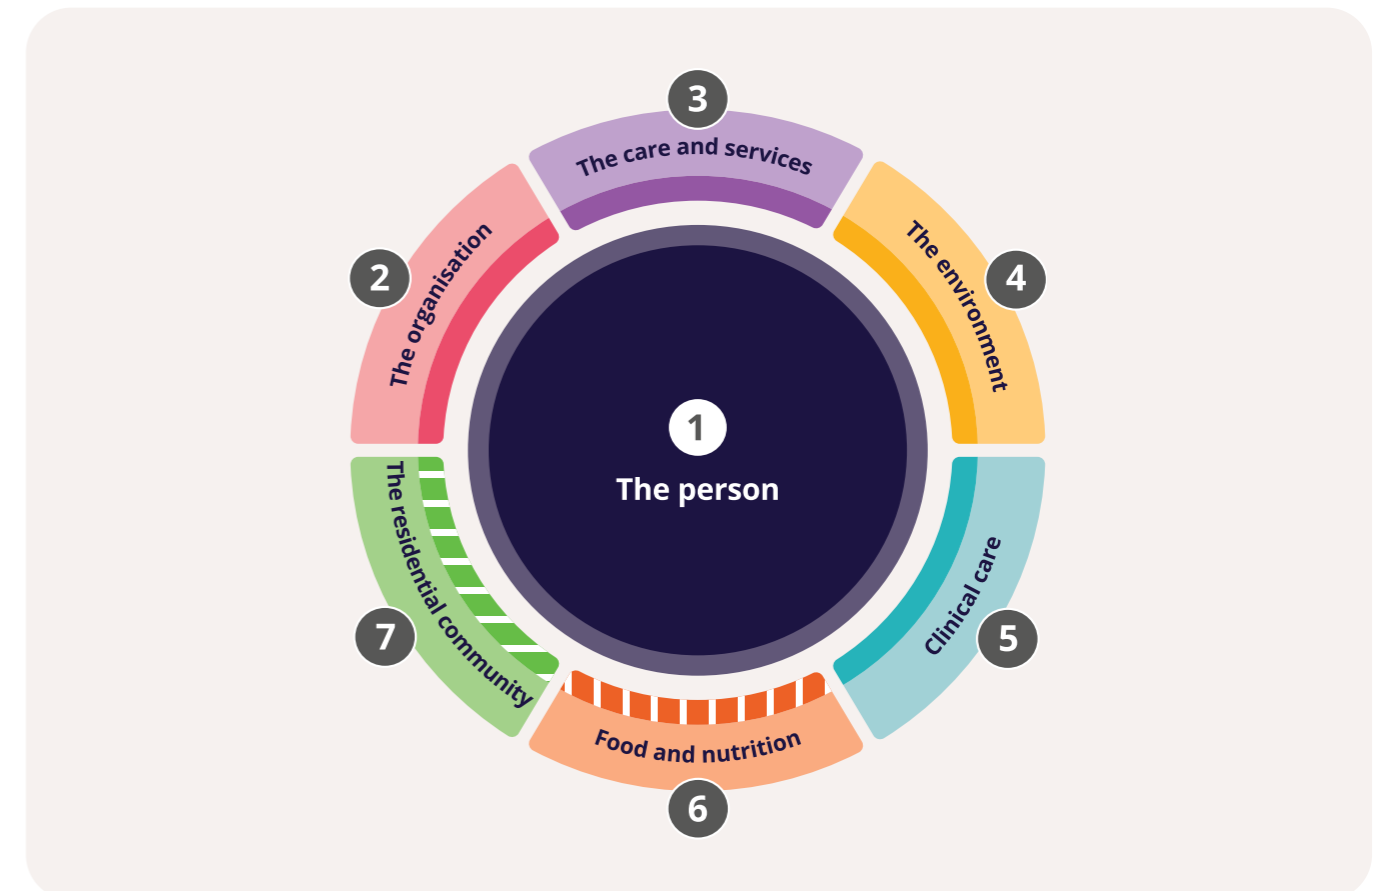 1
The person
2
The organisation
3
The care and services
4
The environment
5
Clinical care
6
Food and nutrition
7
The residential community